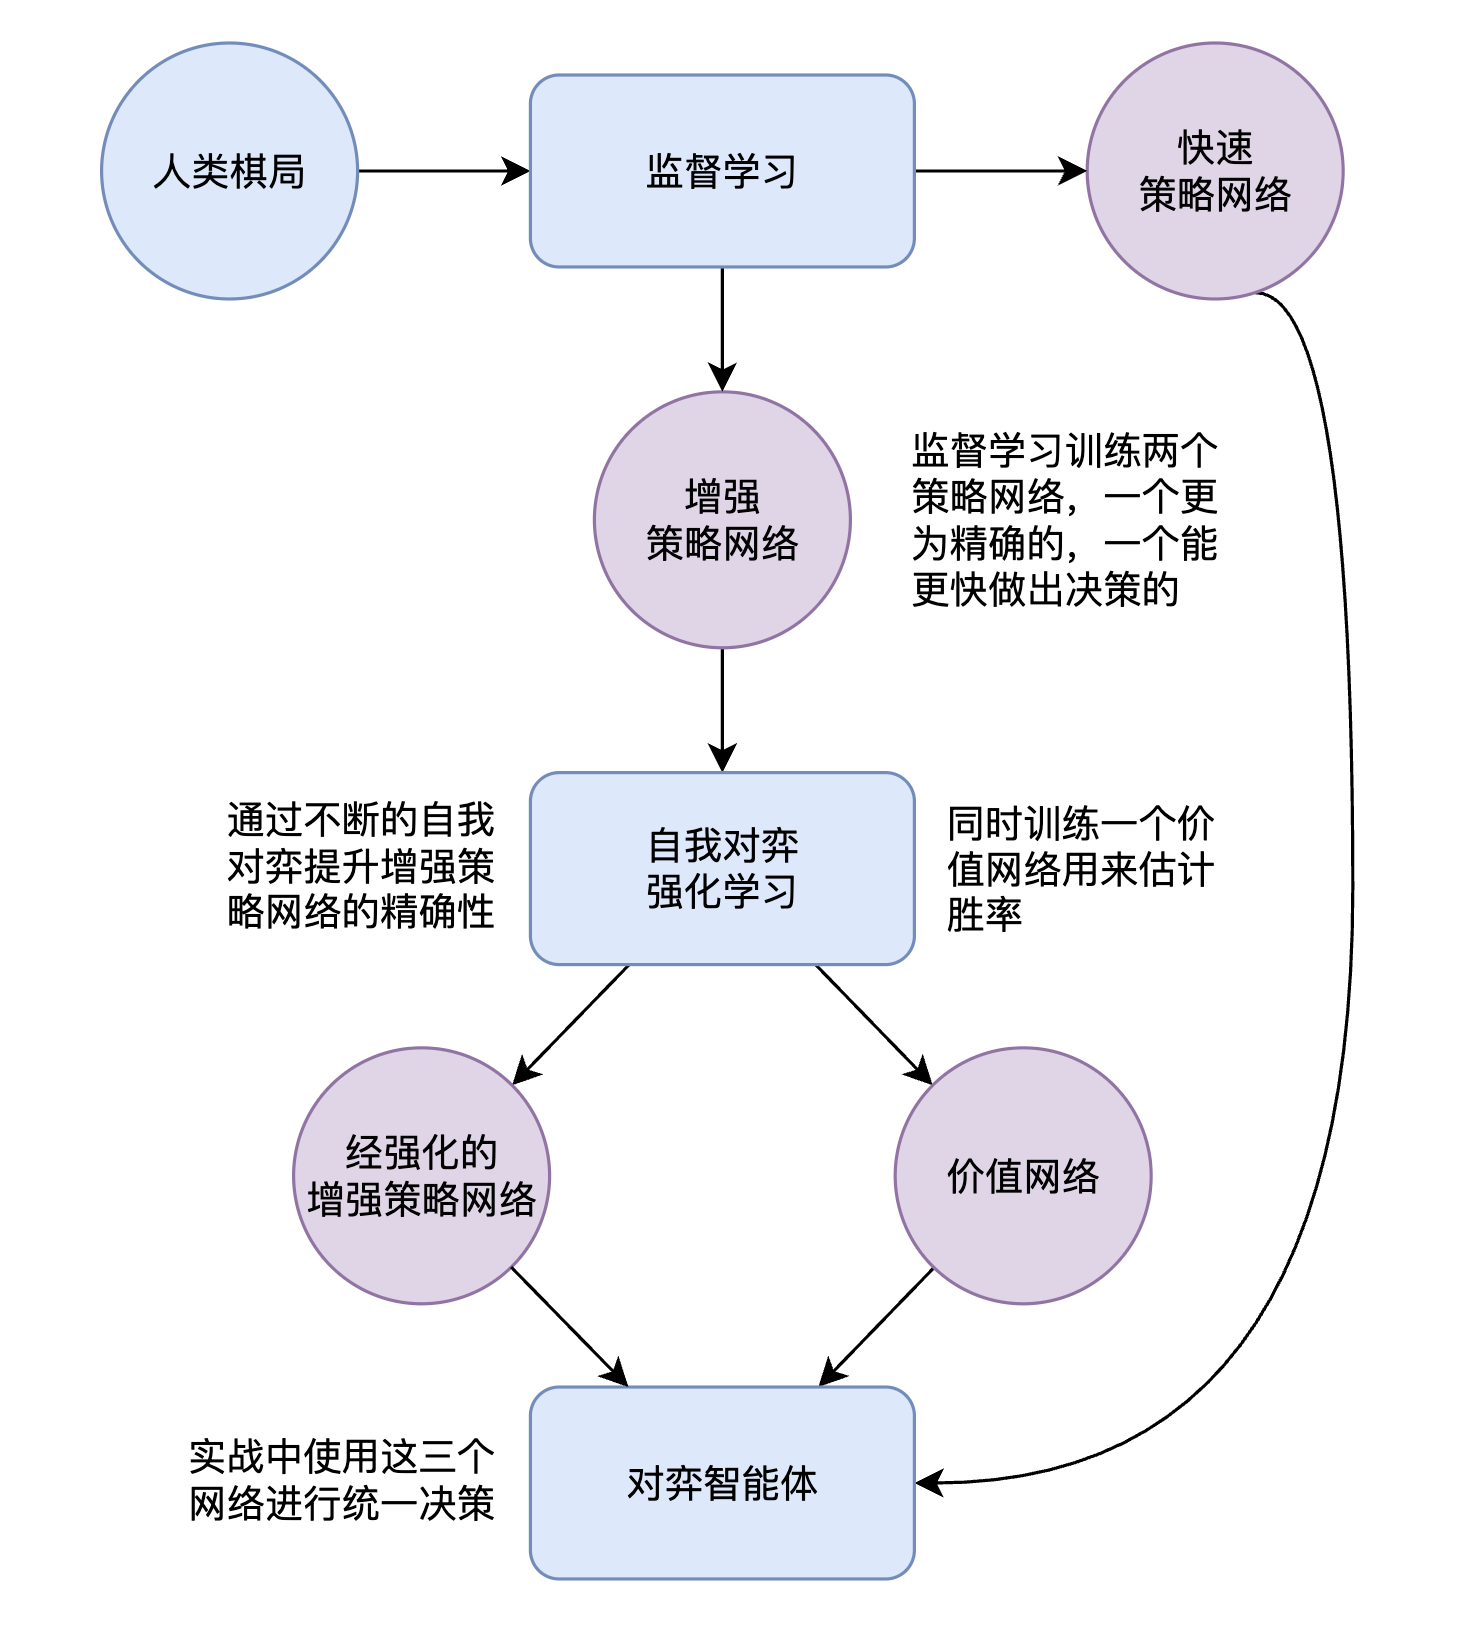 人类棋局
监督学习
快速
策略网络
增强
策略网络
监督学习训练两个
策略网络，一个更
为精确的，一个能
更快做出决策的
通过不断的自我
对弈提升增强策
略网络的精确性
自我对弈
强化学习
同时训练一个价
值网络用来估计
胜率
经强化的
增强策略网络
价值网络
实战中使用这三个
网络进行统一决策
对弈智能体